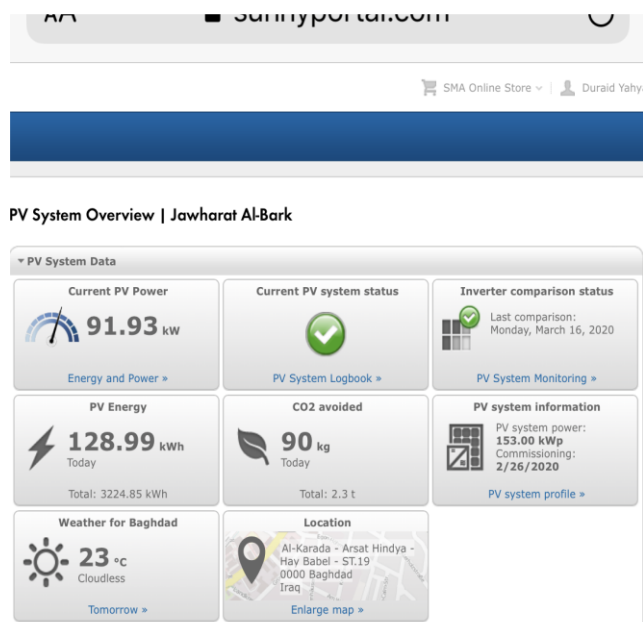 AA sunnyportal.com
SMA Online Store
Duraid Yahy
PV System Overview | Jawharat Al-Bark
PV System Data
Current PV Power
91.93 kW
Energy and Power »
Current PV system status
PV System Logbook »
Inverter comparison status
Last comparison:
Monday, March 16, 2020
PV System Monitoring »
PV Energy
128.99 kWh
Today
Total: 3224.85 kWh
CO2 avoided
90 kg
Today
Total: 2.3 t
PV system information
PV system power:
153.00 kWp
Commissioning:
2/26/2020
PV system profile »
Weather for Baghdad
23 °C
Cloudless
Tomorrow »
Location
Al-Karada - Arsat Hindya -
Hay Babel - ST.19
0000 Baghdad
Iraq
Enlarge map »